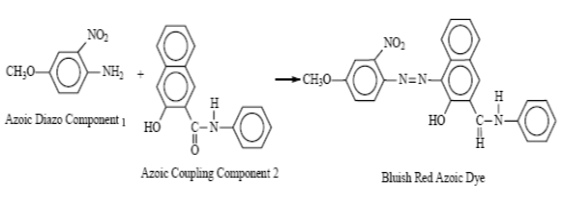 NO₂
CH₃O
NH₂
+
HO
H
C-N
O
Azoic Diazo Component 1
Azoic Coupling Component 2
NO₂
CH₃O
N=N
HO
H
C-N
H
Bluish Red Azoic Dye